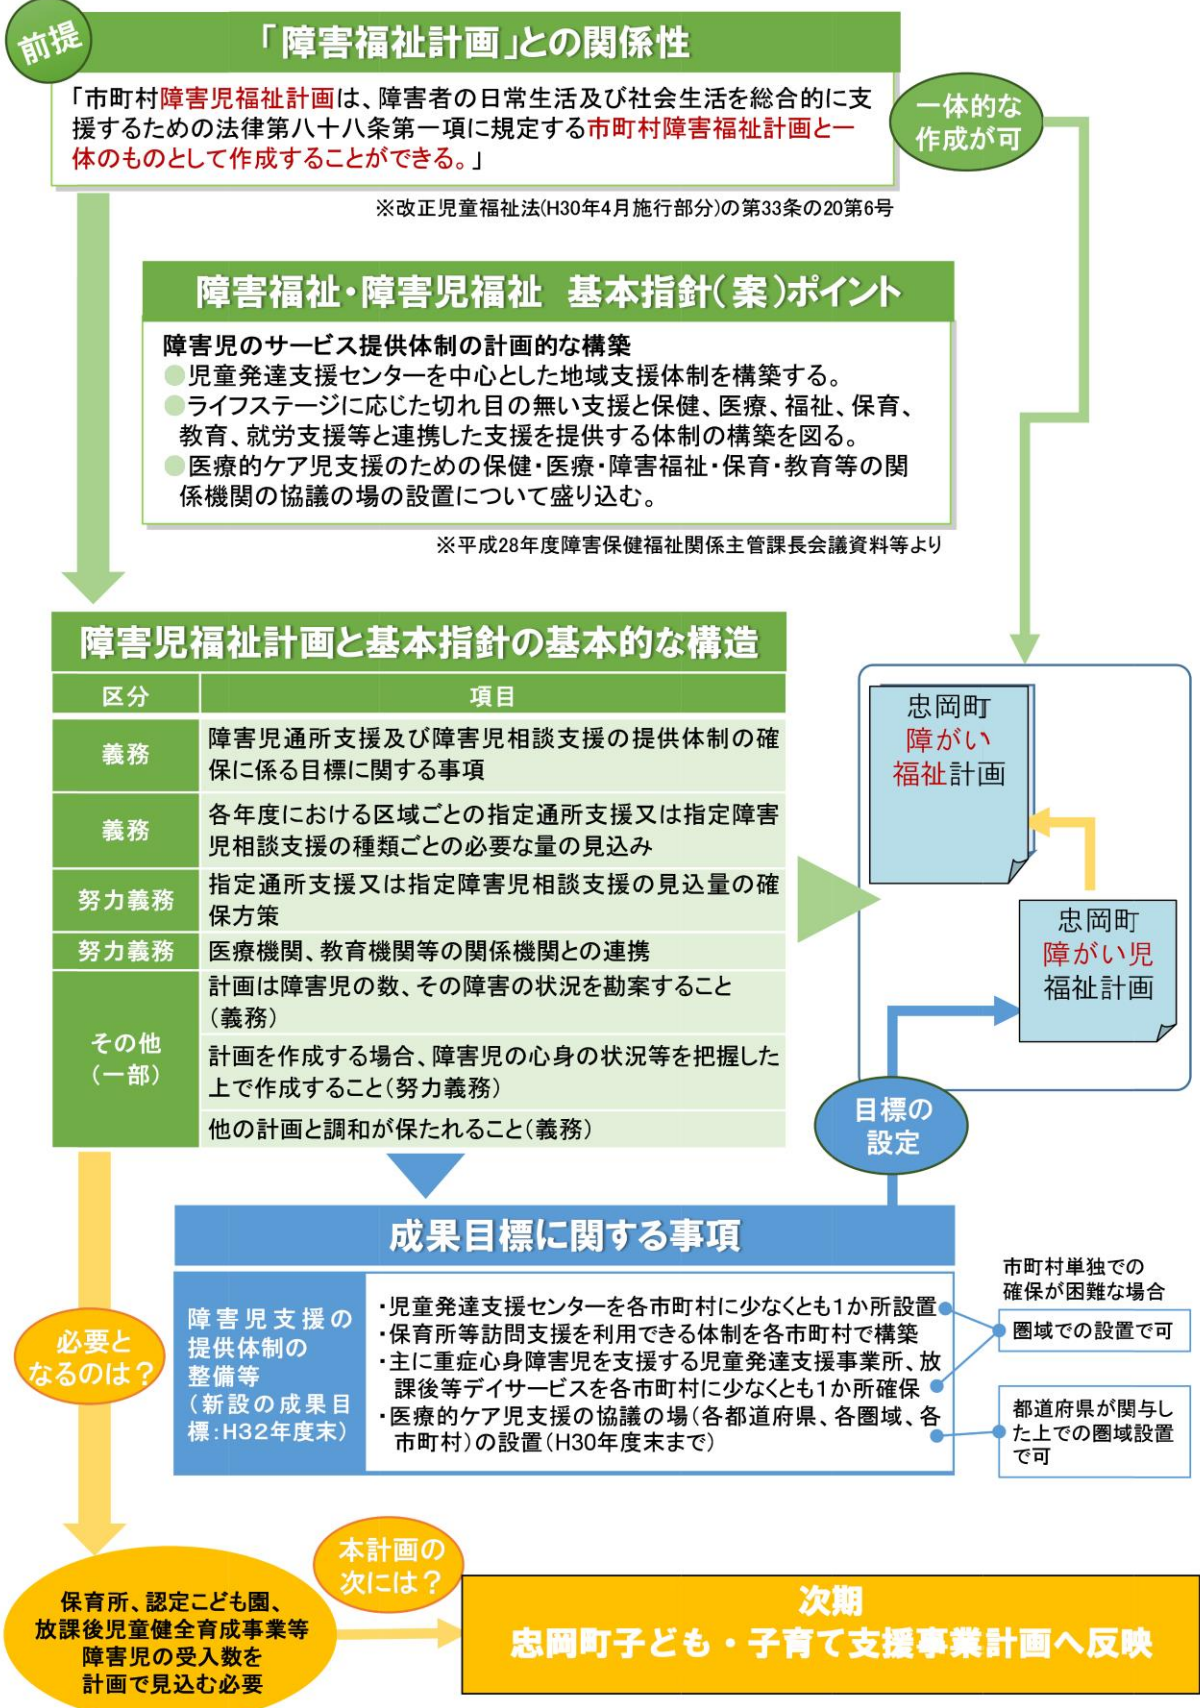 前提
「障害福祉計画」との関係性
「市町村障害児福祉計画は、障害者の日常生活及び社会生活を総合的に支
援するための法律第八十八条第一項に規定する市町村障害福祉計画と一
体のものとして作成することができる。」
一体的な
作成が可
※改正児童福祉法(H30年4月施行部分)の第33条の20第6号
障害福祉・障害児福祉 基本指針(案)ポイント
障害児のサービス提供体制の計画的な構築
●児童発達支援センターを中心とした地域支援体制を構築する。
●ライフステージに応じた切れ目の無い支援と保健、医療、福祉、保育、
教育、就労支援等と連携した支援を提供する体制の構築を図る。
●医療的ケア児支援のための保健・医療・障害福祉・保育・教育等の関
係機関の協議の場の設置について盛り込む。
※平成28年度障害保健福祉関係主管課長会議資料等より
障害児福祉計画と基本指針の基本的な構造
区分 項目
義務
障害児通所支援及び障害児相談支援の提供体制の確
保に係る目標に関する事項
義務
各年度における区域ごとの指定通所支援又は指定障害
児相談支援の種類ごとの必要な量の見込み
努力義務
指定通所支援又は指定障害児相談支援の見込量の確
保方策
努力義務 医療機関、教育機関等の関係機関との連携
その他
(一部)
計画は障害児の数、その障害の状況を勘案すること
(義務)
計画を作成する場合、障害児の心身の状況等を把握した
上で作成すること(努力義務)
他の計画と調和が保たれること(義務)
忠岡町
障がい
福祉計画
忠岡町
障がい児
福祉計画
目標の
設定
成果目標に関する事項
障害児支援の
提供体制の
整備等
(新設の成果目
標:H32年度末)
・児童発達支援センターを各市町村に少なくとも1か所設置
・保育所等訪問支援を利用できる体制を各市町村で構築
・主に重症心身障害児を支援する児童発達支援事業所、放
課後等デイサービスを各市町村に少なくとも1か所確保
・医療的ケア児支援の協議の場(各都道府県、各圏域、各
市町村)の設置(H30年度末まで)
市町村単独での
確保が困難な場合
圏域での設置で可
都道府県が関与し
た上での圏域設置
で可
必要と
なるのは?
保育所、認定こども園、
放課後児童健全育成事業等
障害児の受入数を
計画で見込む必要
本計画の
次には?
次期
忠岡町子ども・子育て支援事業計画へ反映